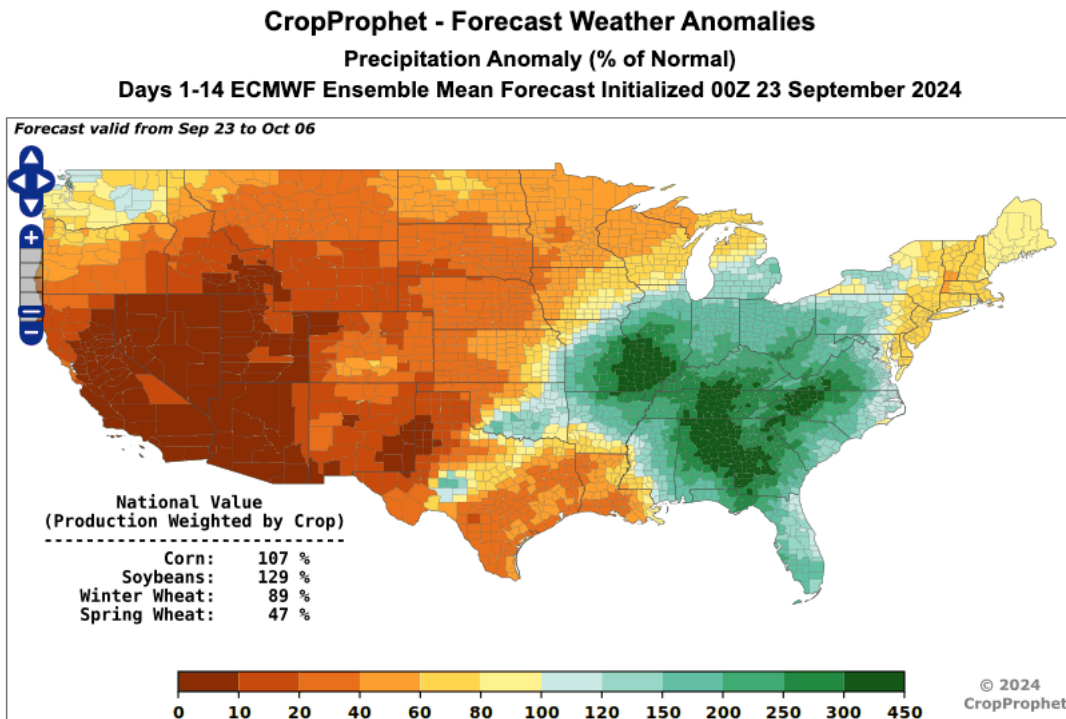 CropProphet - Forecast Weather Anomalies
Precipitation Anomaly (% of Normal)
Days 1-14 ECMWF Ensemble Mean Forecast Initialized 00Z 23 September 2024
Forecast valid from Sep 23 to Oct 06
National Value
(Production Weighted by Crop)
-----------------------------
Corn: 107 %
Soybeans: 129 %
Winter Wheat: 89 %
Spring Wheat: 47 %
0 10 20 40 60 80 100 120 150 200 250 300 450
© 2024
CropProphet